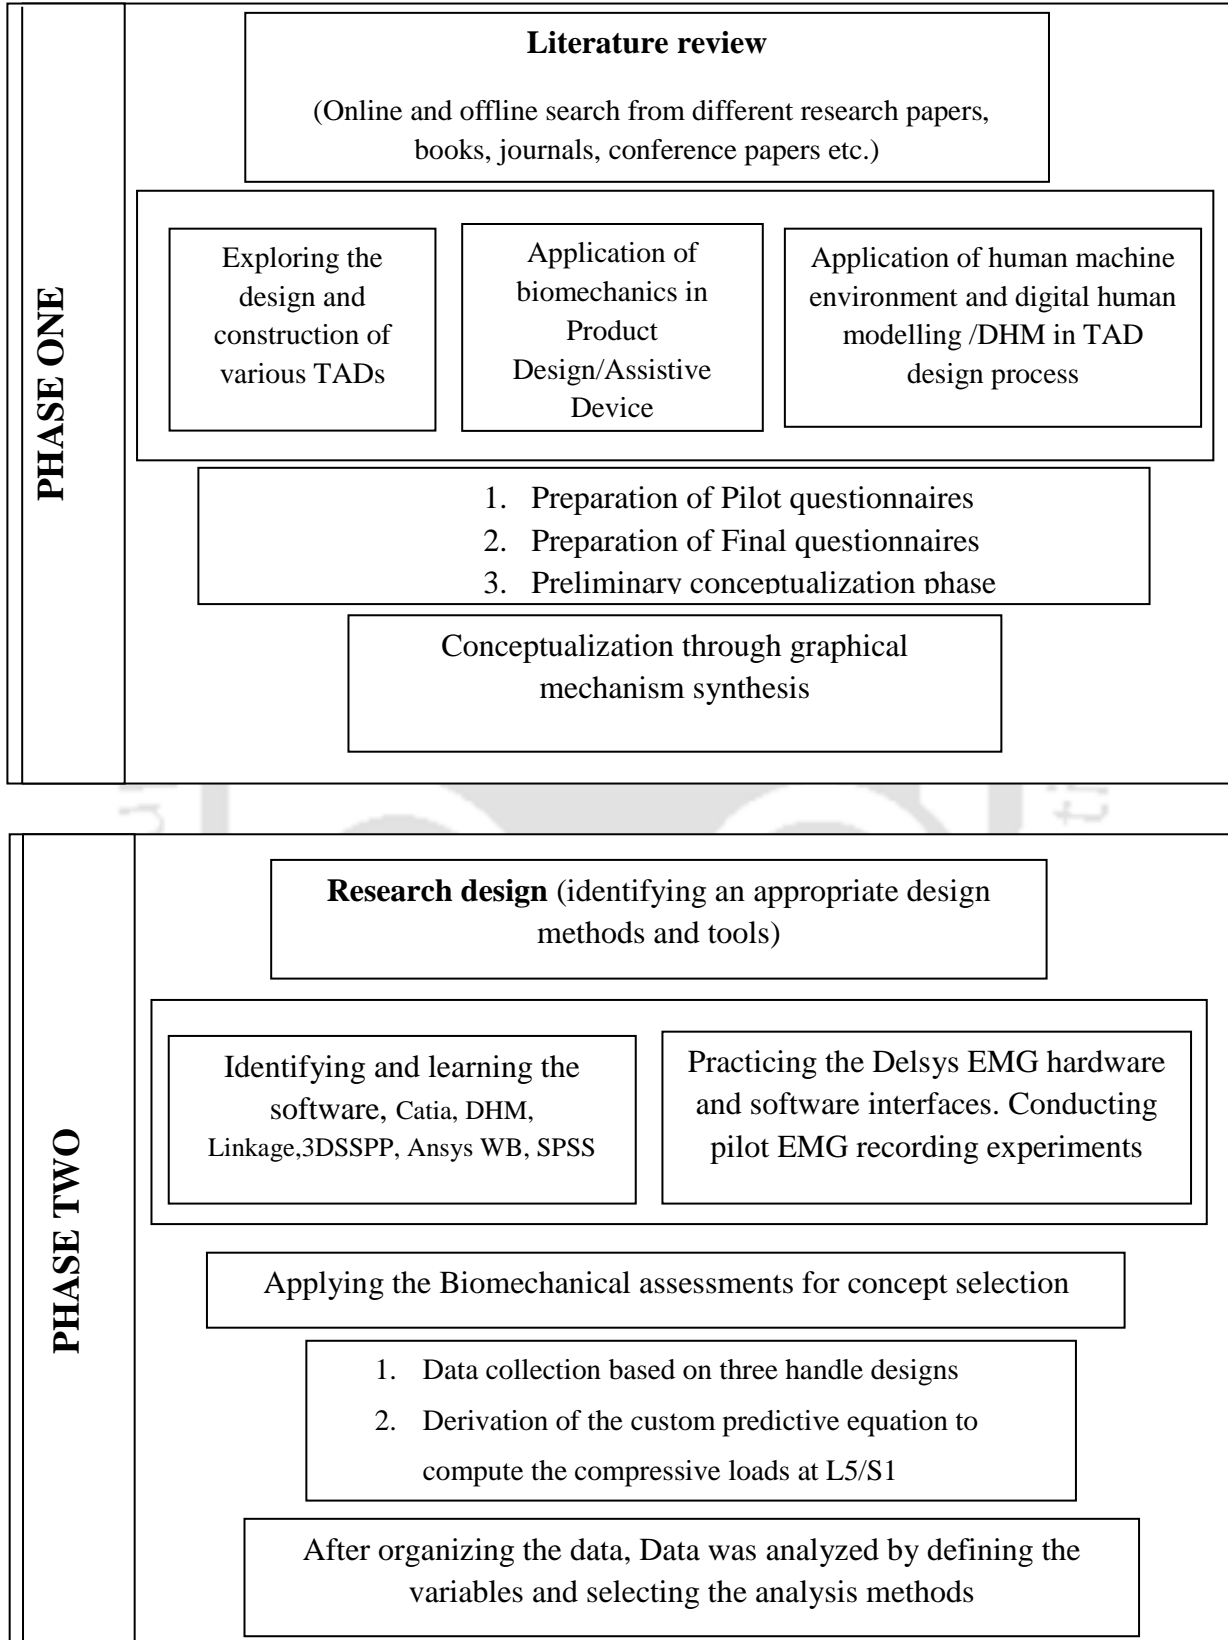 PHASE ONE
Literature review
(Online and offline search from different research papers,
books, journals, conference papers etc.)
Exploring the
design and
construction of
various TADs
Application of
biomechanics in
Product
Design/Assistive
Device
Application of human machine
environment and digital human
modelling /DHM in TAD
design process
1. Preparation of Pilot questionnaires
2. Preparation of Final questionnaires
3. Preliminary conceptualization phase
Conceptualization through graphical
mechanism synthesis
PHASE TWO
Research design (identifying an appropriate design
methods and tools)
Identifying and learning the
software, Catia, DHM,
Linkage,3DSSPP, Ansys WB, SPSS
Practicing the Delsys EMG hardware
and software interfaces. Conducting
pilot EMG recording experiments
Applying the Biomechanical assessments for concept selection
1. Data collection based on three handle designs
2. Derivation of the custom predictive equation to
compute the compressive loads at L5/S1
After organizing the data, Data was analyzed by defining the
variables and selecting the analysis methods